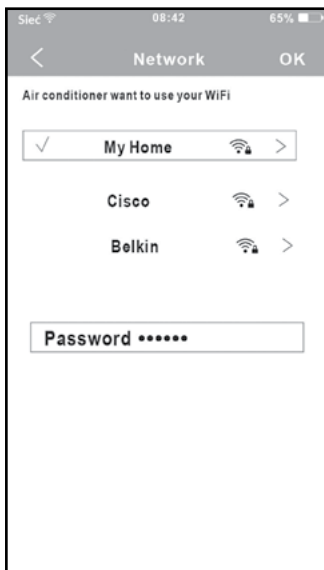 Sieć 08:42 65%
Network OK
Air conditioner want to use your WiFi
My Home
Cisco
Belkin
Password ••••••